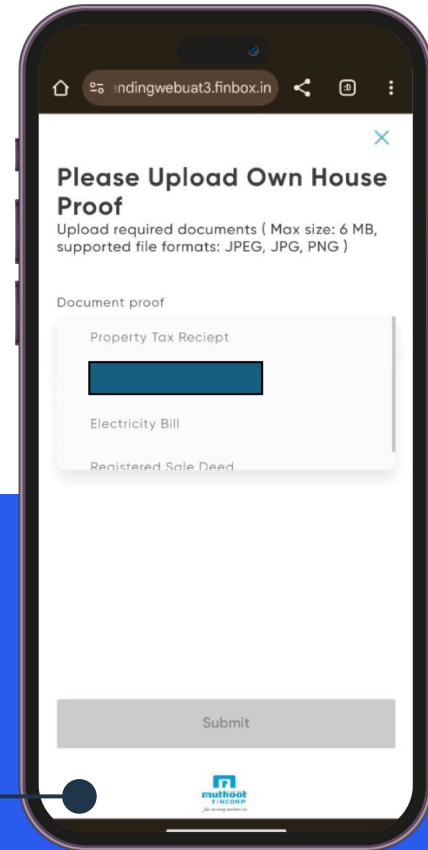 endingwebuat3.finbox.in
:D
Please Upload Own House
Proof
Upload required documents ( Max size: 6 MB,
supported file formats: JPEG, JPG, PNG )
Document proof
Property Tax Reciept
Electricity Bill
Registered Sale Deed
Submit
muthoot
FINCORP